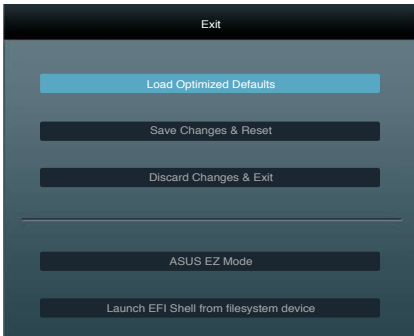 Exit
Load Optimized Defaults
Save Changes & Reset
Discard Changes & Exit
ASUS EZ Mode
Launch EFI Shell from filesystem device